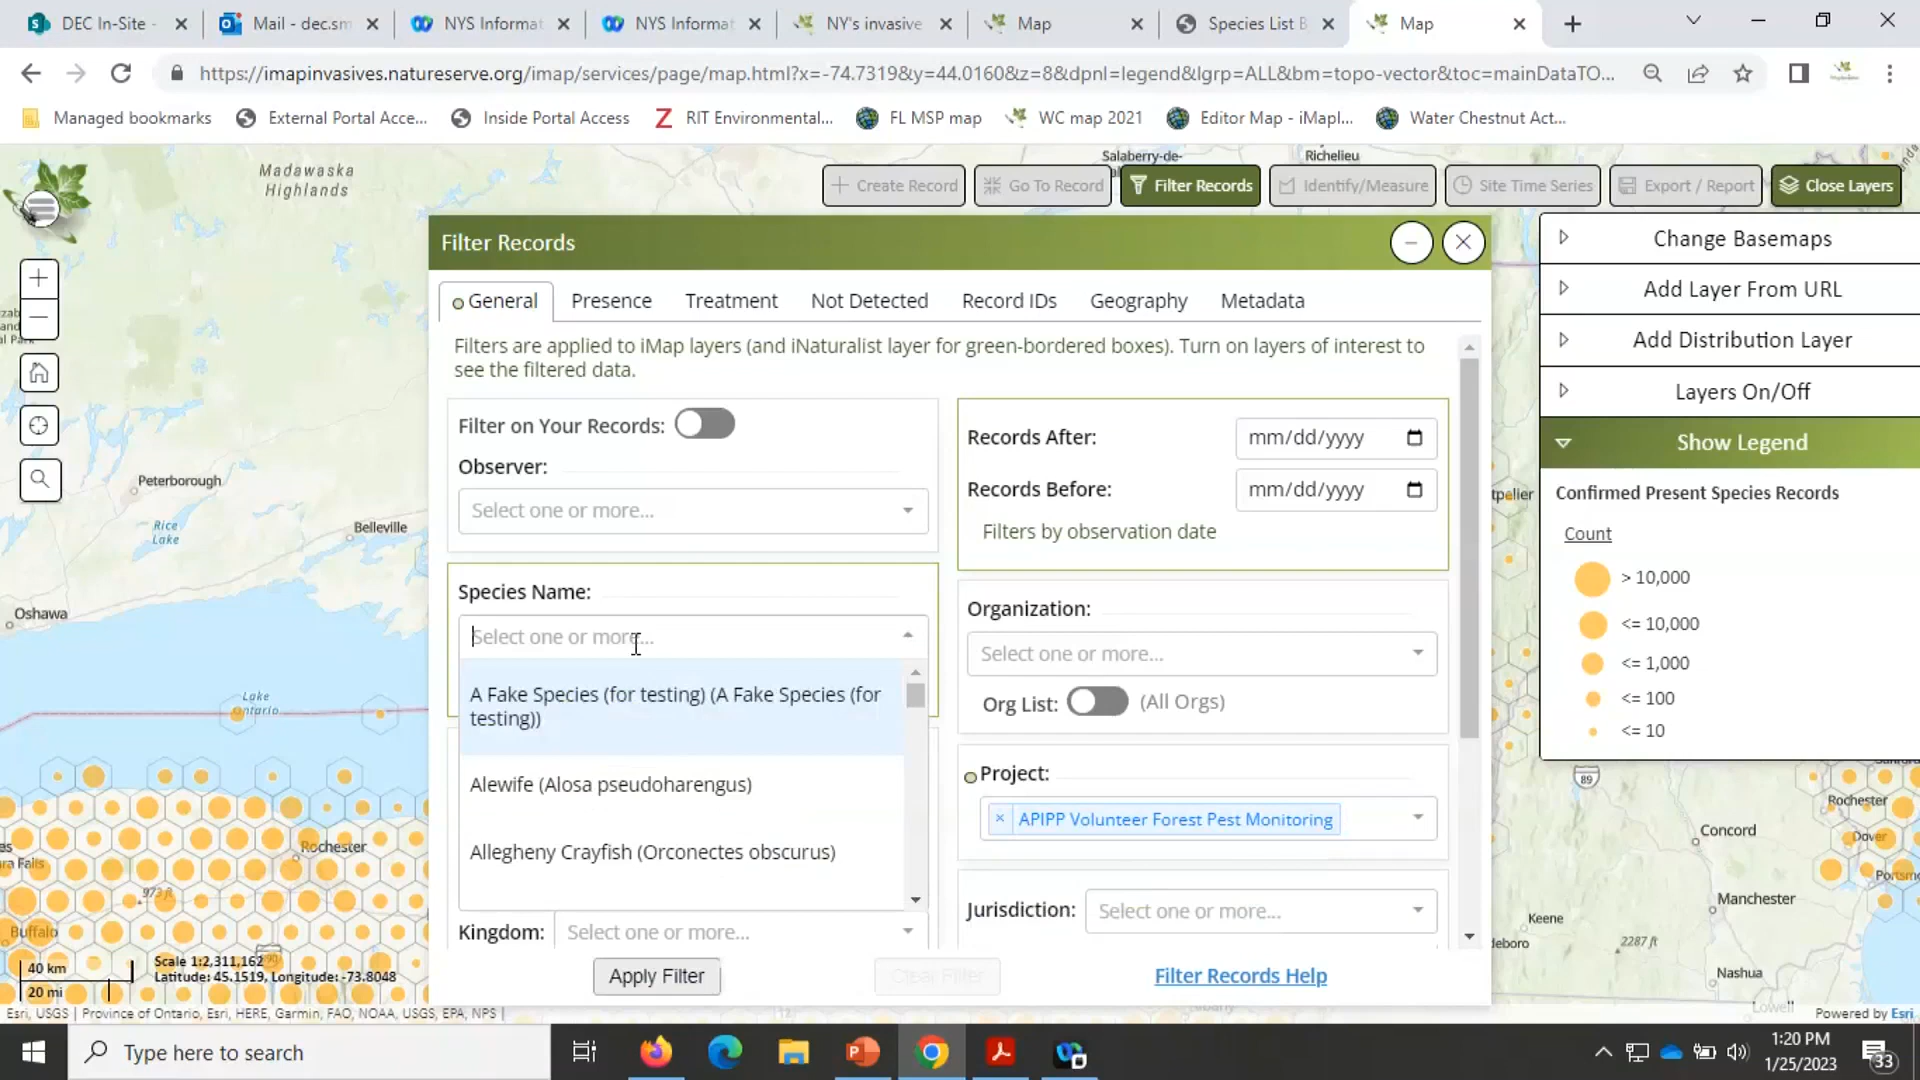 DEC In-Site -
Mail - dec.sm
NYS Informat
NYS Informat
NY's invasive
Map
Species List B
Map
https://imapinvasives.natureserve.org/imap/services/page/map.html?x=-74.7319&y=44.0160&z=8&dpnl=legend&lgrp=ALL&bm=topo-vector&toc=mainDataTO...
Managed bookmarks
External Portal Acce...
Inside Portal Access
RIT Environmental...
FL MSP map
WC map 2021
Editor Map - iMapI...
Water Chestnut Act...
Madawaska
Highlands
Salaberry-de-
Richelieu
Create Record
Go To Record
Filter Records
Identify/Measure
Site Time Series
Export / Report
Close Layers
Filter Records
General
Presence
Treatment
Not Detected
Record IDs
Geography
Metadata
Filters are applied to iMap layers (and iNaturalist layer for green-bordered boxes). Turn on layers of interest to
see the filtered data.
Filter on Your Records:
Observer:
Select one or more...
Species Name:
Select one or more...
A Fake Species (for testing) (A Fake Species (for
testing))
Alewife (Alosa pseudoharengus)
Allegheny Crayfish (Orconectes obscurus)
Kingdom:
Select one or more...
Records After:
mm/dd/yyyy
Records Before:
mm/dd/yyyy
Filters by observation date
Organization:
Select one or more...
Org List:
(All Orgs)
Project:
× APIPP Volunteer Forest Pest Monitoring
Jurisdiction:
Select one or more...
Apply Filter
Clear Filter
Filter Records Help
Change Basemaps
Add Layer From URL
Add Distribution Layer
Layers On/Off
Show Legend
Confirmed Present Species Records
Count
> 10,000
<= 10,000
<= 1,000
<= 100
<= 10
Peterborough
Rice
Lake
Belleville
Oshawa
Lake
Ontario
Rochester
973 ft
Buffalo
tpelier
89
Rochester
Dover
Concord
Portsm
Manchester
Keene
2287 ft
Nashua
Lowell
40 km
20 mi
Scale 1:2,311,162
Latitude: 45.1519, Longitude: -73.8048
Esri, USGS | Province of Ontario, Esri, HERE, Garmin, FAO, NOAA, USGS, EPA, NPS |
Powered by Esri
Type here to search
1:20 PM
1/25/2023
33